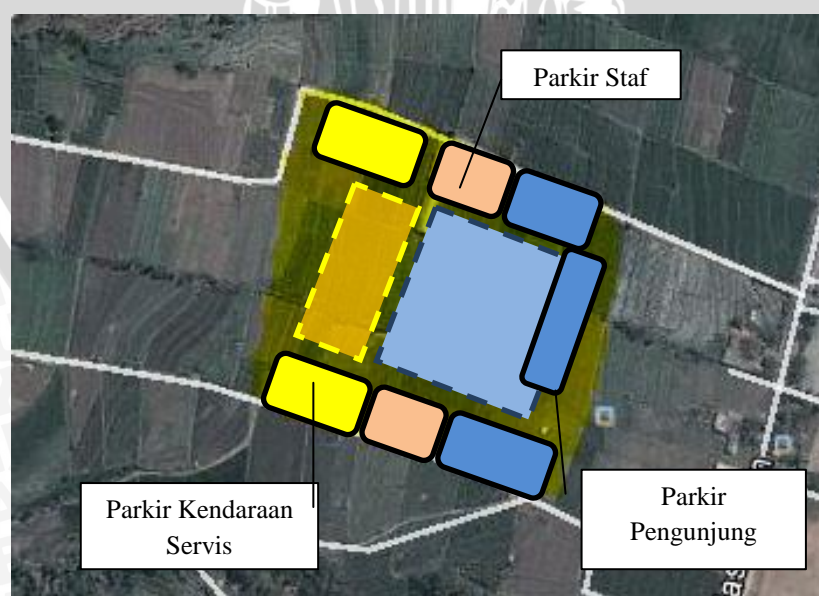 Parkir Staf
Parkir Kendaraan
Servis
Parkir
Pengunjung